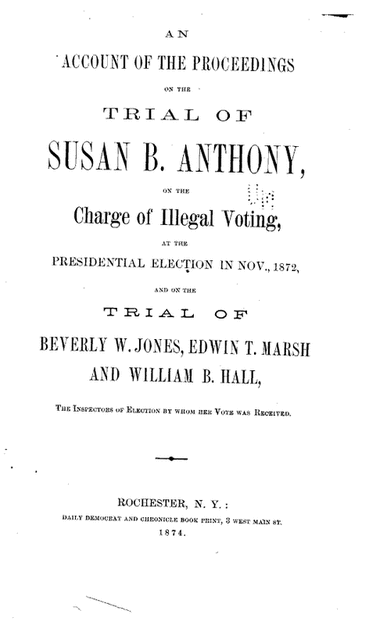 AN
ACCOUNT OF THE PROCEEDINGS
ON THE
TRIAL OF
SUSAN B. ANTHONY,
ON THE
Charge of Illegal Voting,
AT THE
PRESIDENTIAL ELECTION IN NOV., 1872,
AND ON THE
TRIAL OF
BEVERLY W. JONES, EDWIN T. MARSH
AND WILLIAM B. HALL,
THE INSPECTORS OF ELECTION BY WHOM HER VOTE WAS RECEIVED.
ROCHESTER, N. Y.:
DAILY DEMOCRAT AND CHRONICLE BOOK PRINT, 3 WEST MAIN ST.
1874.